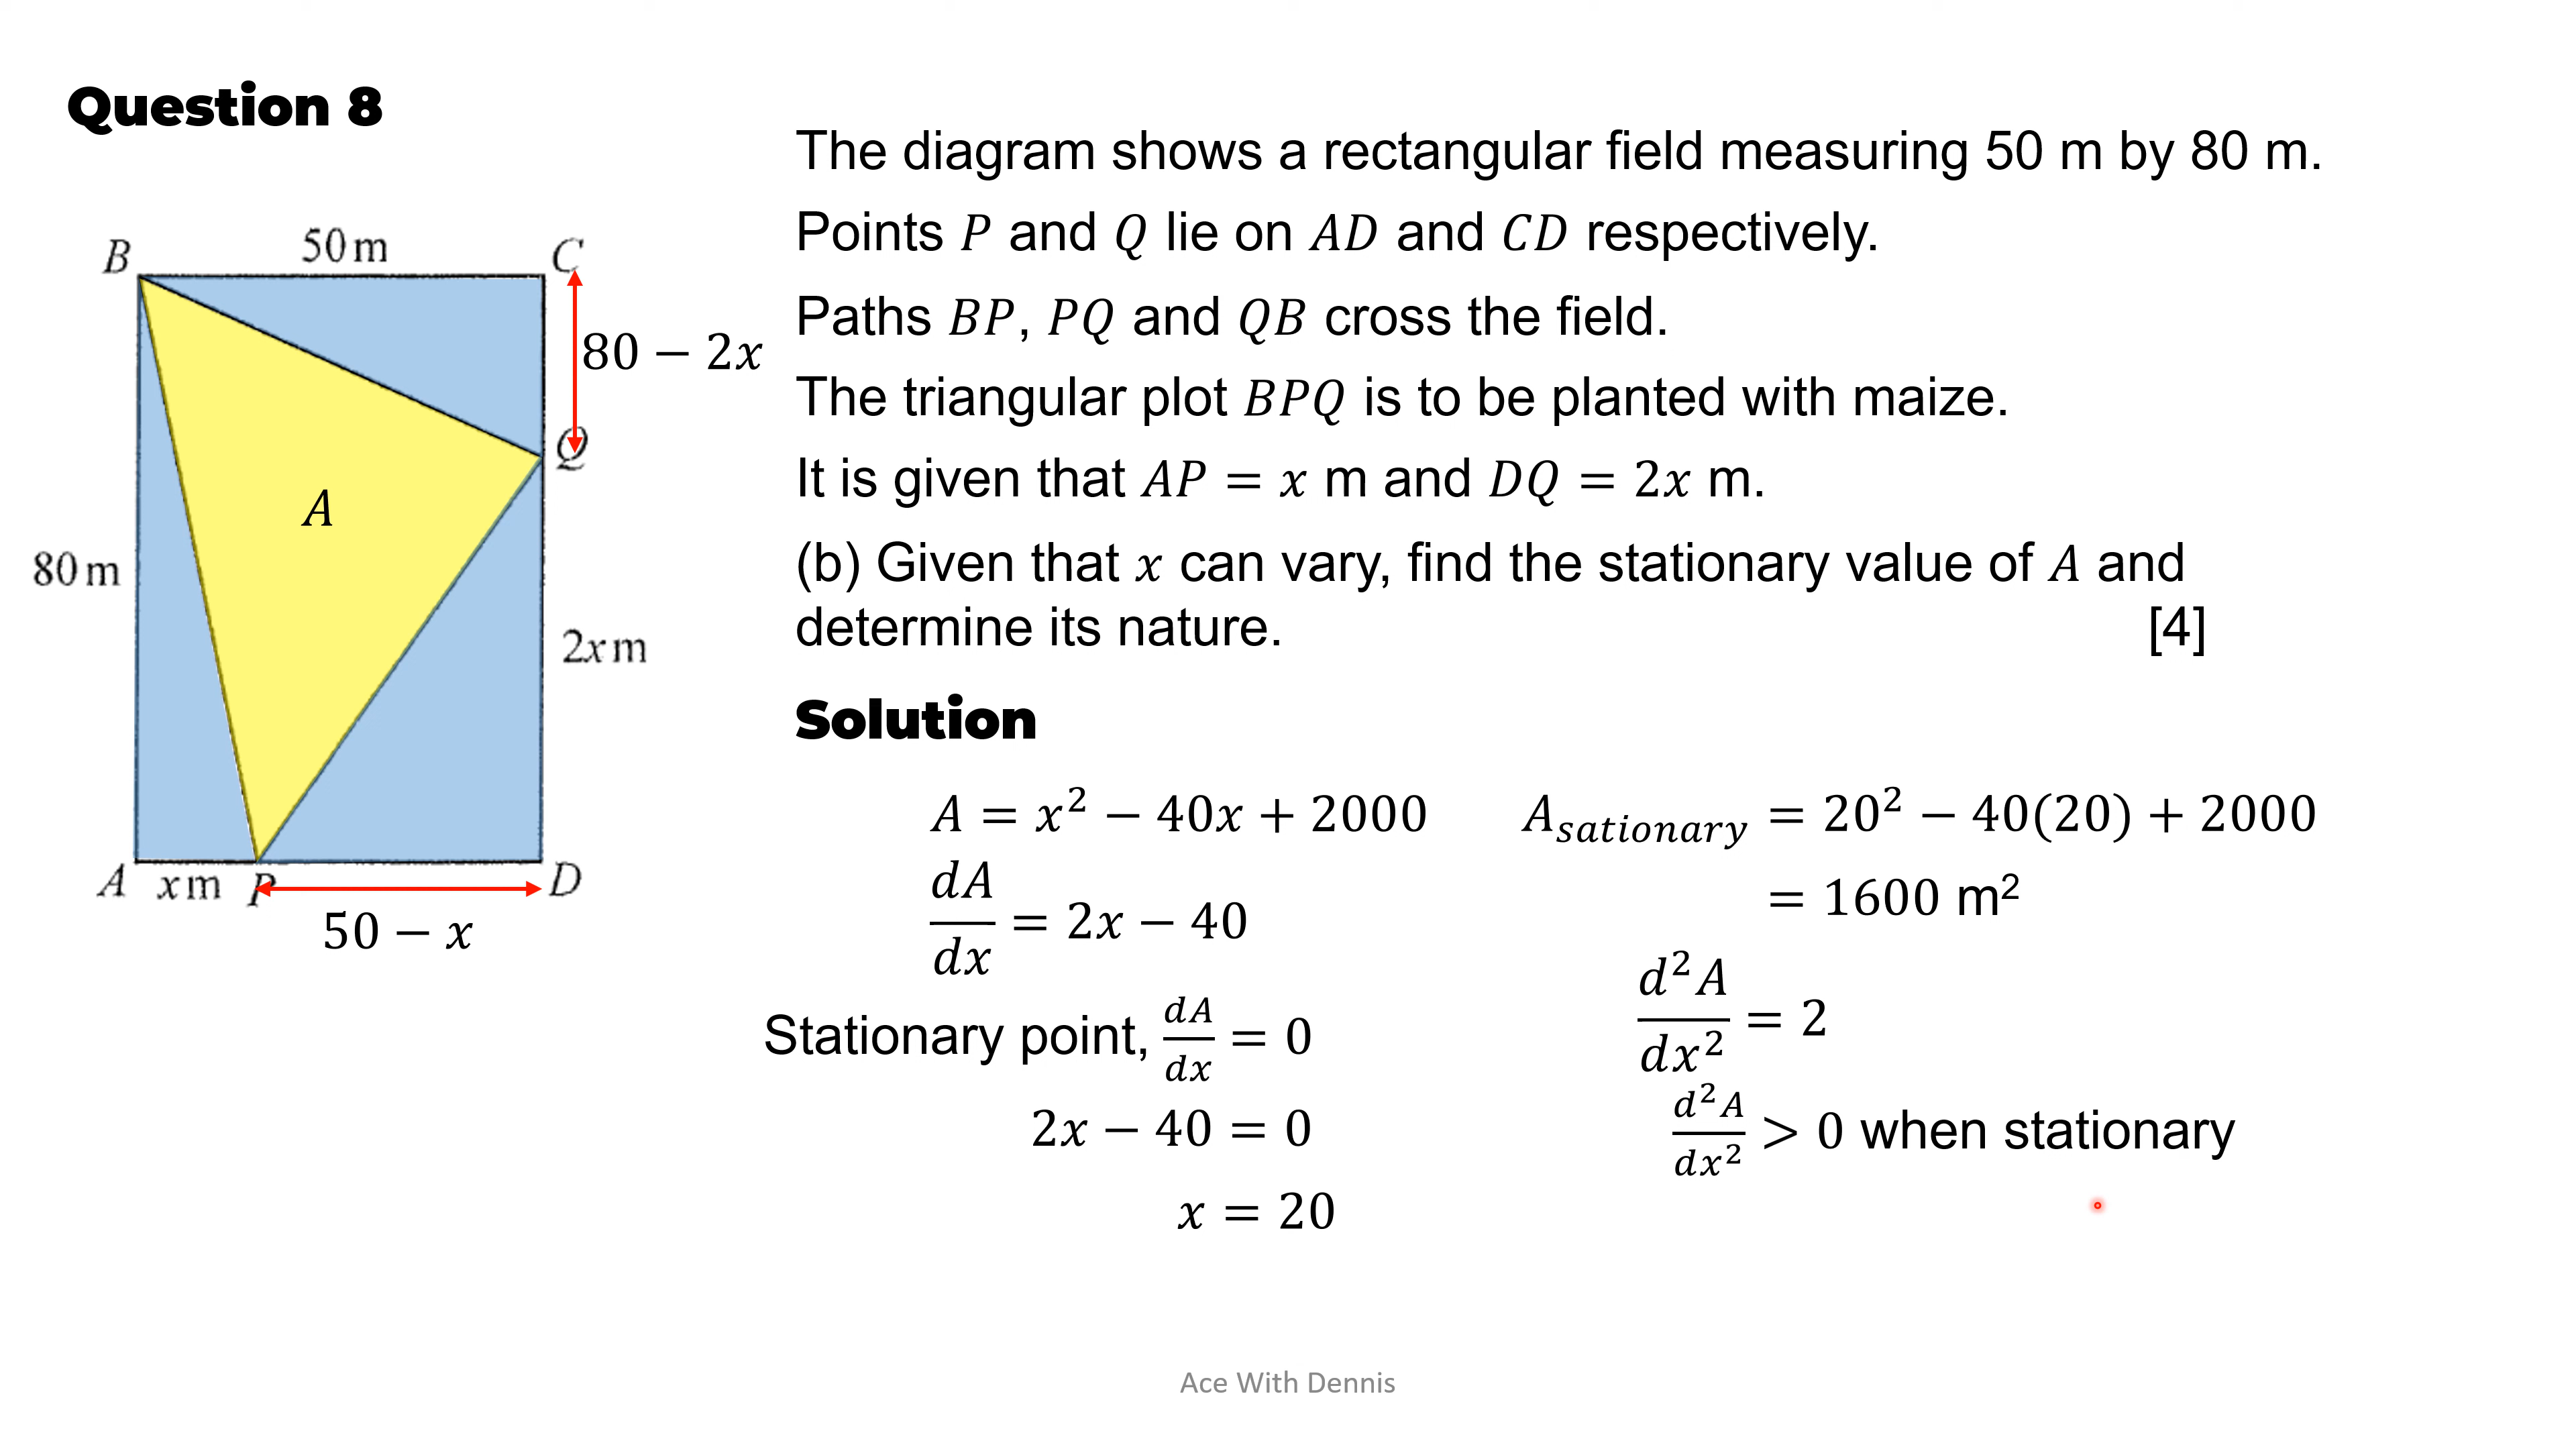 Question 8
B
50 m
C
80 − 2x
Q
A
80 m
2x m
A x m P D
50 − x
The diagram shows a rectangular field measuring 50 m by 80 m.
Points P and Q lie on AD and CD respectively.
Paths BP, PQ and QB cross the field.
The triangular plot BPQ is to be planted with maize.
It is given that AP = x m and DQ = 2x m.
(b) Given that x can vary, find the stationary value of A and
determine its nature. [4]
Solution
A = x² − 40x + 2000
dA/dx = 2x − 40
Stationary point, dA/dx = 0
2x − 40 = 0
x = 20
A_sationary = 20² − 40(20) + 2000
= 1600 m²
d²A/dx² = 2
d²A/dx² > 0 when stationary
Ace With Dennis